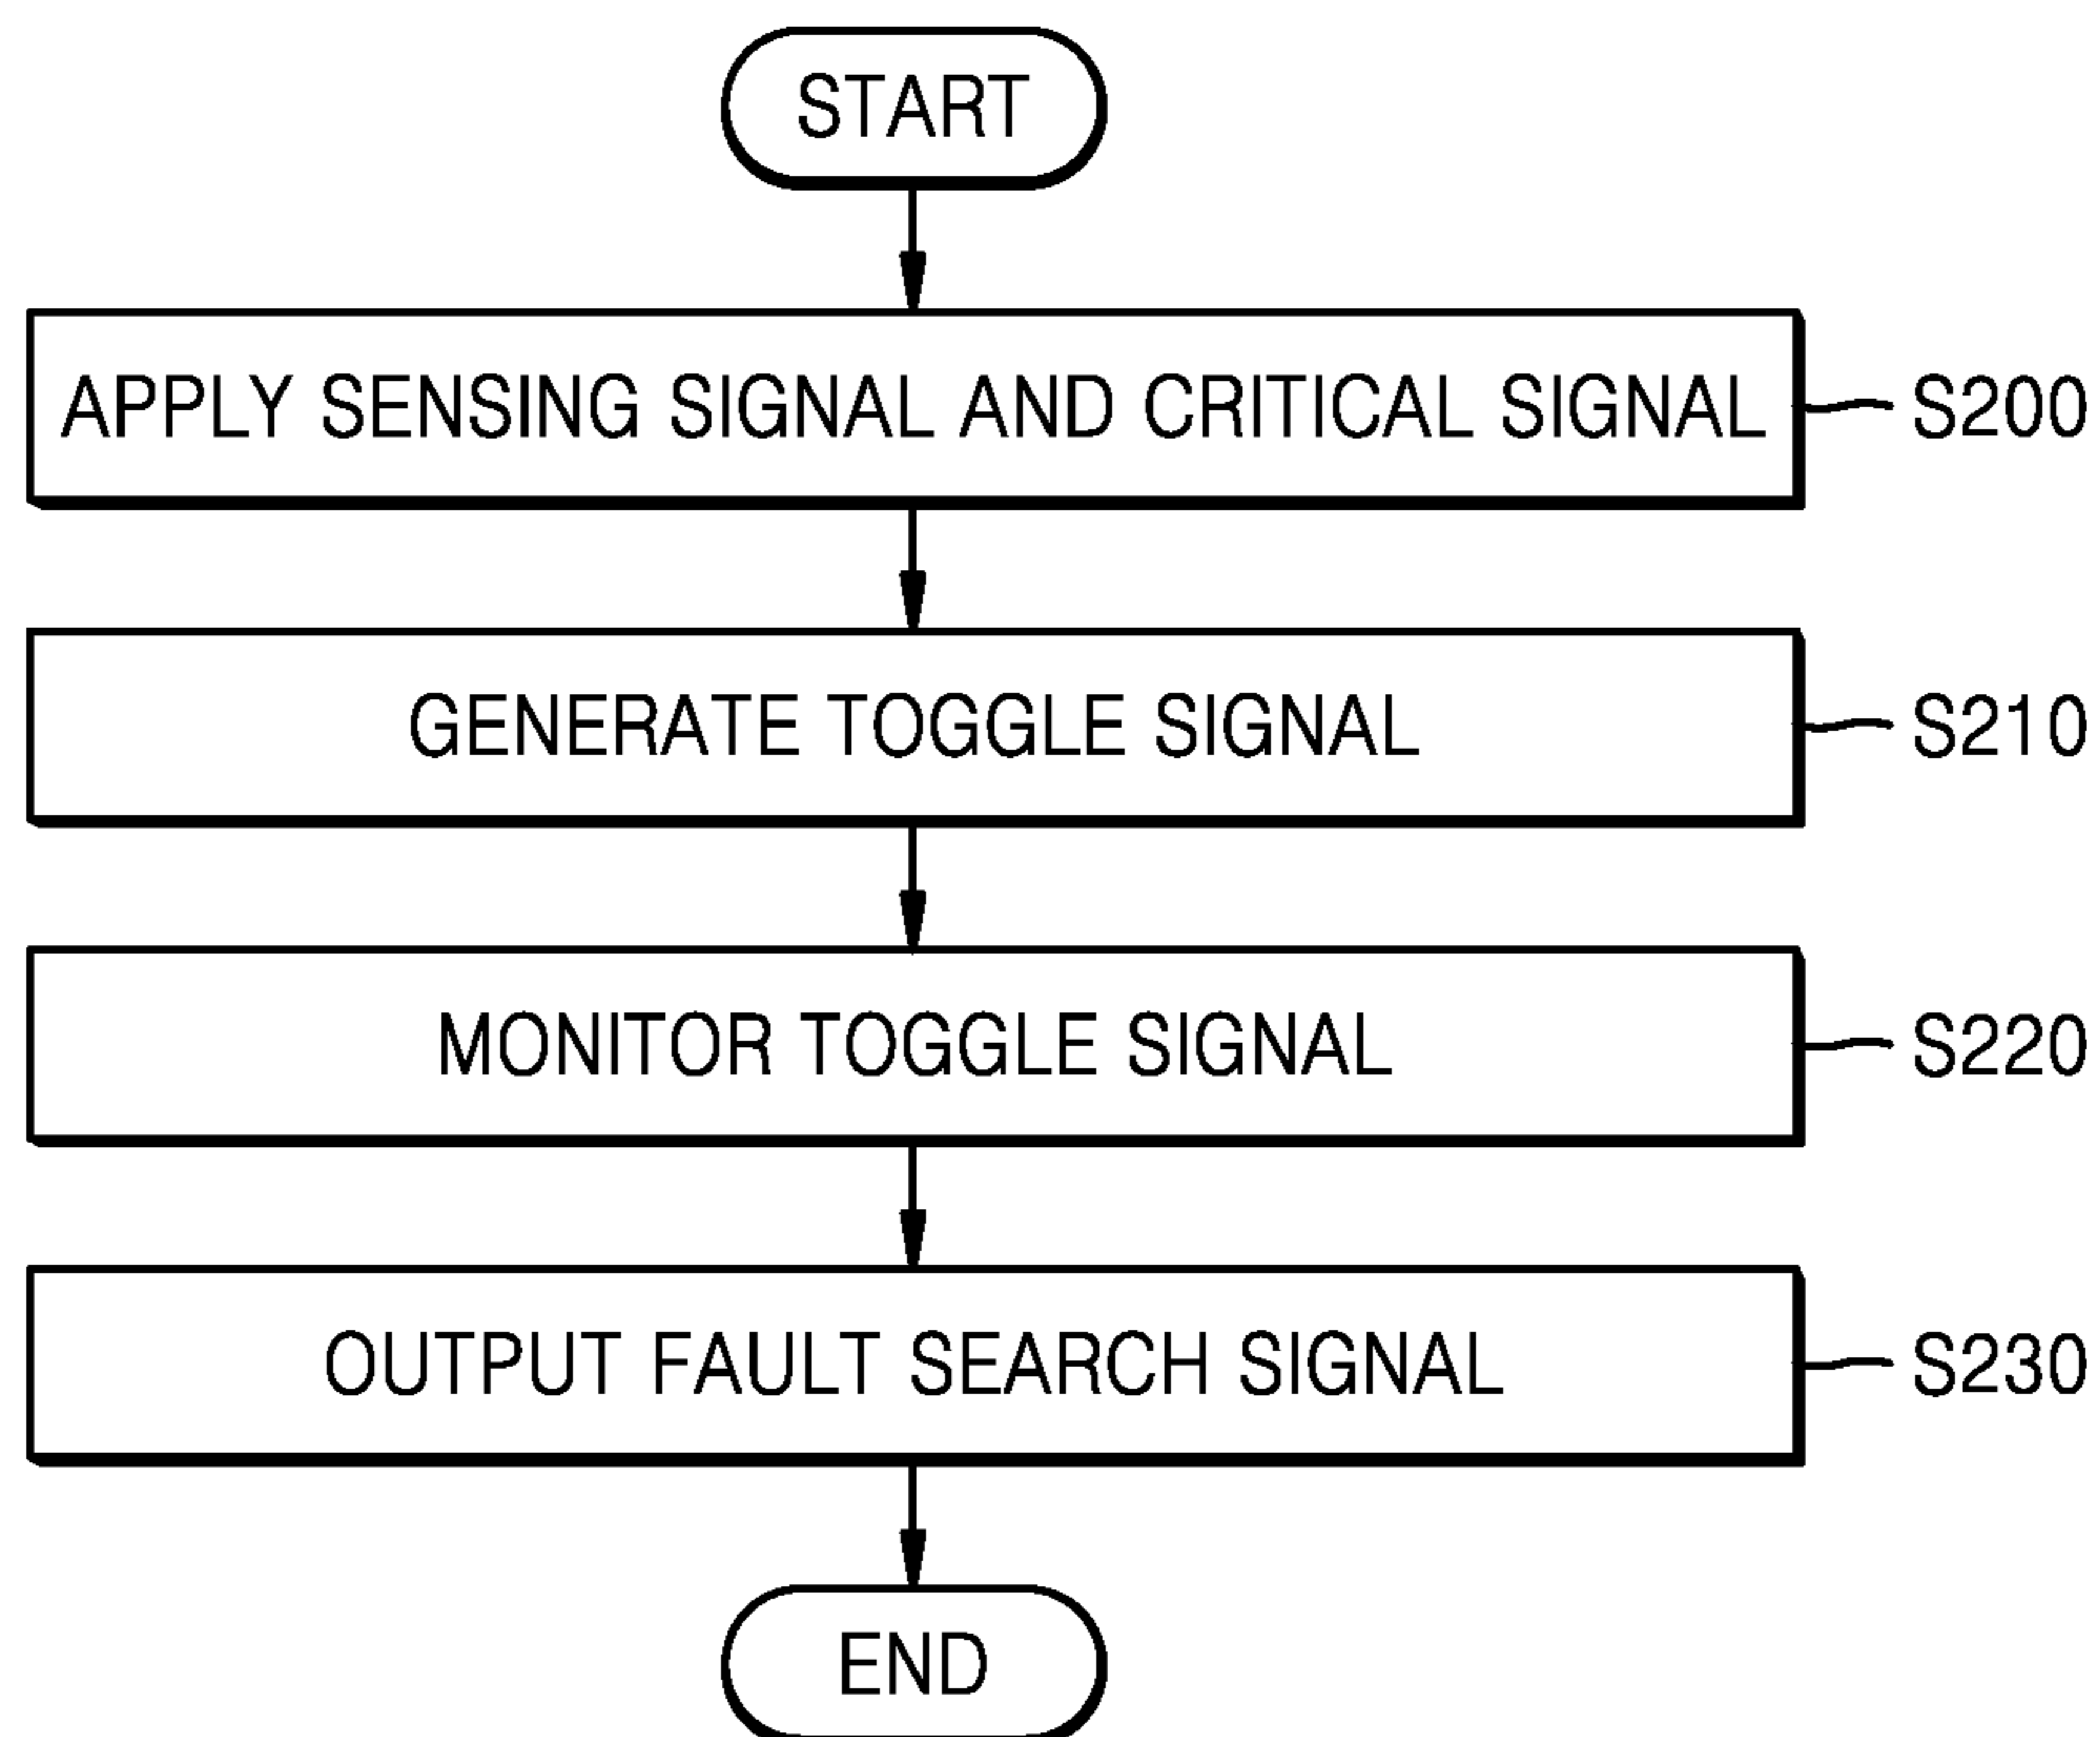 START
APPLY SENSING SIGNAL AND CRITICAL SIGNAL S200
GENERATE TOGGLE SIGNAL S210
MONITOR TOGGLE SIGNAL S220
OUTPUT FAULT SEARCH SIGNAL S230
END